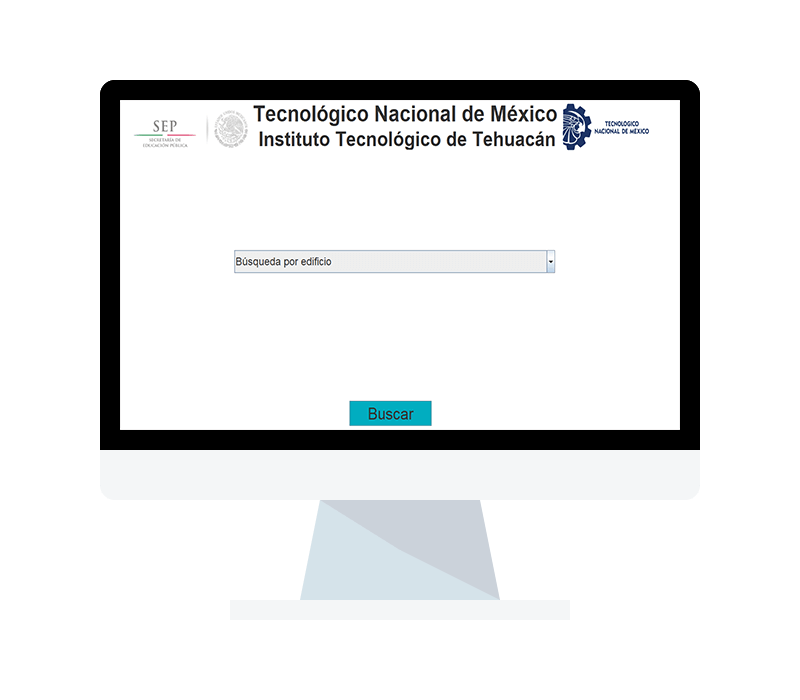 SEP
SECRETARÍA DE
EDUCACIÓN PÚBLICA
Tecnológico Nacional de México
Instituto Tecnológico de Tehuacán
TECNOLÓGICO
NACIONAL DE MÉXICO
Búsqueda por edificio
Buscar